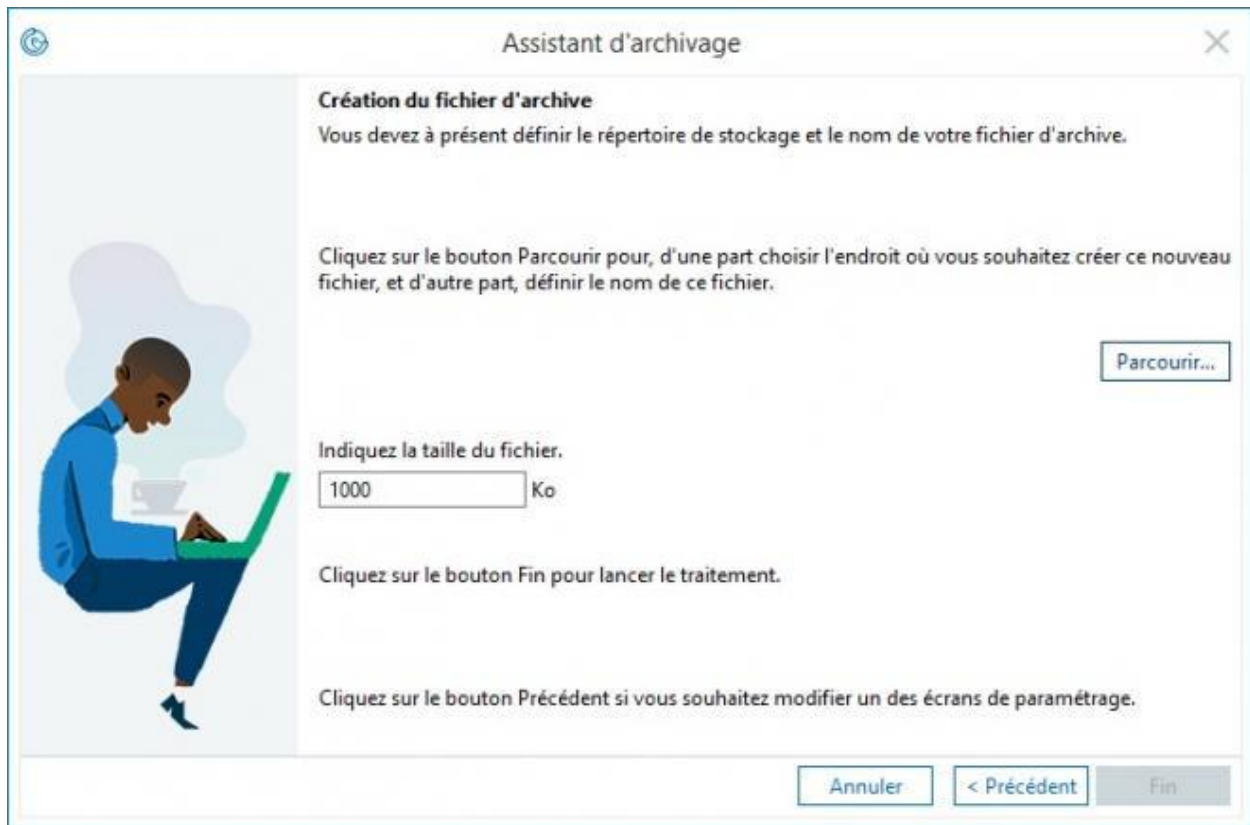 Assistant d'archivage
Création du fichier d'archive
Vous devez à présent définir le répertoire de stockage et le nom de votre fichier d'archive.
Cliquez sur le bouton Parcourir pour, d'une part choisir l'endroit où vous souhaitez créer ce nouveau
fichier, et d'autre part, définir le nom de ce fichier.
Parcourir...
Indiquez la taille du fichier.
1000 Ko
Cliquez sur le bouton Fin pour lancer le traitement.
Cliquez sur le bouton Précédent si vous souhaitez modifier un des écrans de paramétrage.
Annuler < Précédent Fin